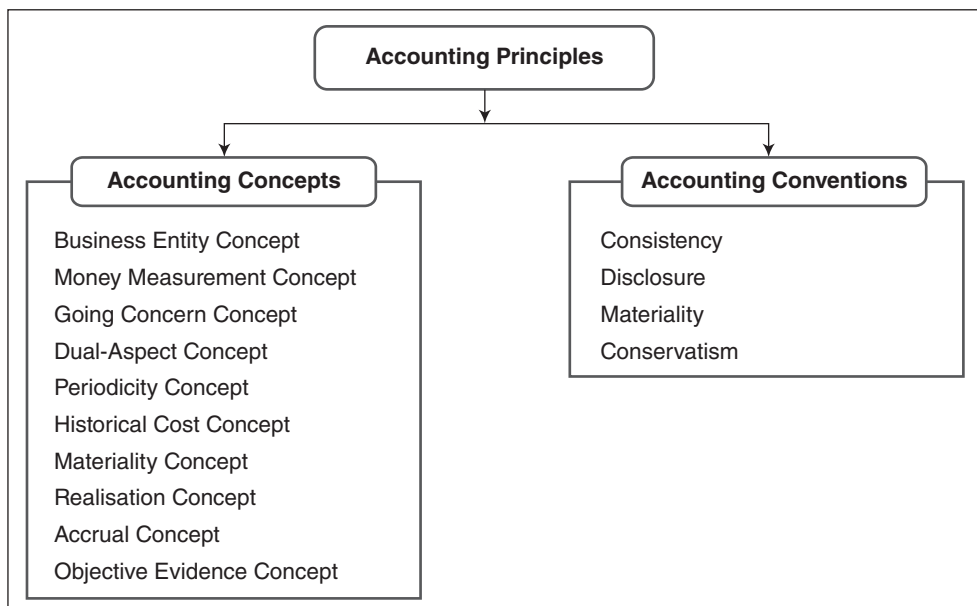 Accounting Principles
Accounting Concepts
Business Entity Concept
Money Measurement Concept
Going Concern Concept
Dual-Aspect Concept
Periodicity Concept
Historical Cost Concept
Materiality Concept
Realisation Concept
Accrual Concept
Objective Evidence Concept
Accounting Conventions
Consistency
Disclosure
Materiality
Conservatism